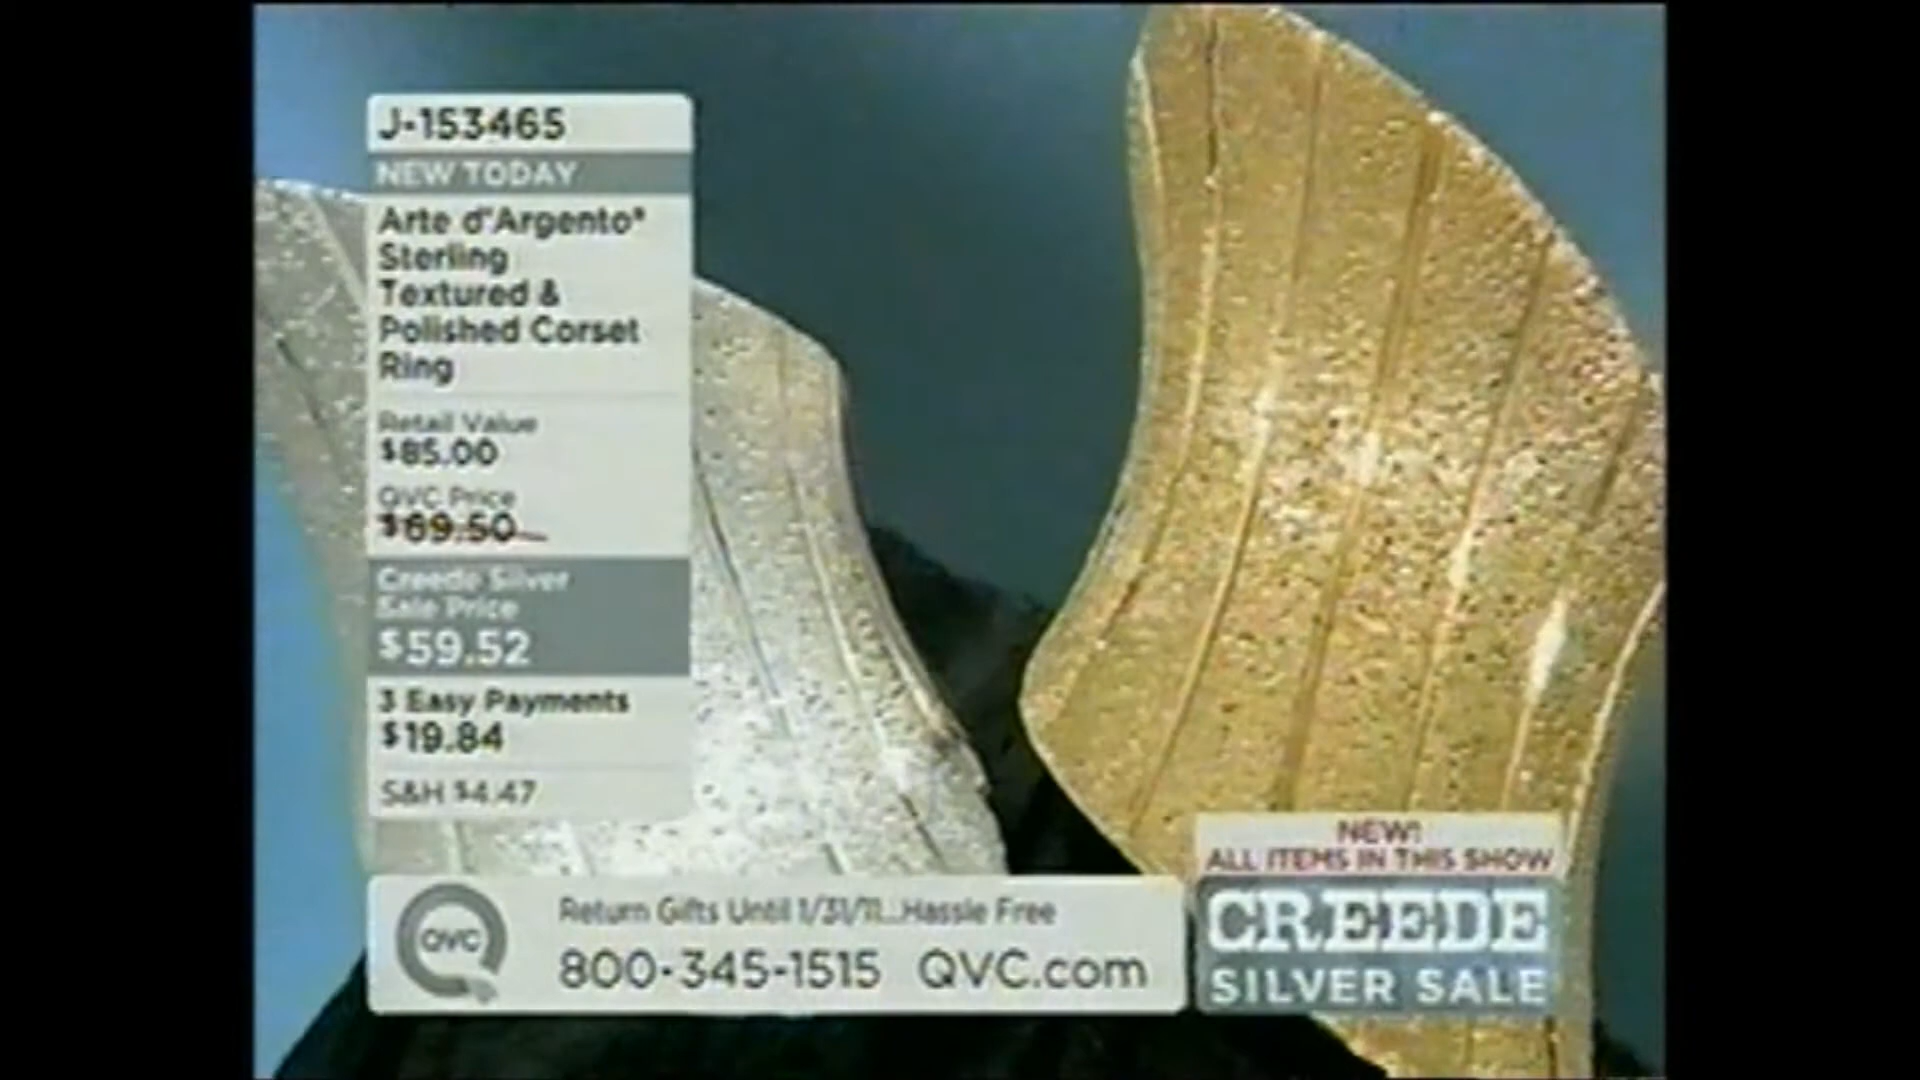 J-153465
NEW TODAY
Arte d'Argento®
Sterling
Textured &
Polished Corset
Ring
Retail Value
$85.00
QVC Price
$69.50
Creede Silver
Sale Price
$59.52
3 Easy Payments
$19.84
S&H $4.47
QVC
Return Gifts Until 1/31/11...Hassle Free
800-345-1515 QVC.com
NEW!
ALL ITEMS IN THIS SHOW
CREEDE
SILVER SALE